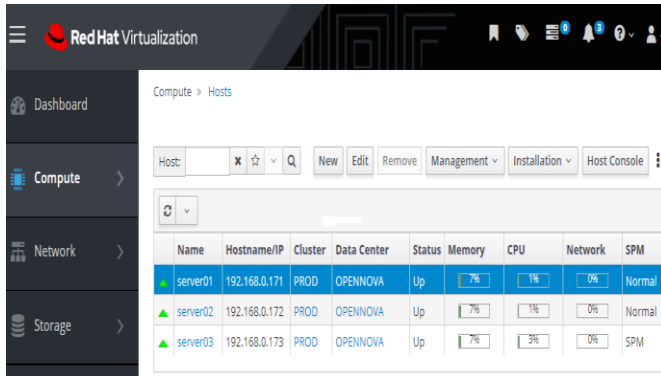 Red Hat Virtualization
0
3
Dashboard
Compute
Network
Storage
Compute » Hosts
Host:
New Edit Remove Management Installation Host Console
Name Hostname/IP Cluster Data Center Status Memory CPU Network SPM
server01 192.168.0.171 PROD OPENNOVA Up 7% 1% 0% Normal
server02 192.168.0.172 PROD OPENNOVA Up 7% 1% 0% Normal
server03 192.168.0.173 PROD OPENNOVA Up 7% 3% 0% SPM